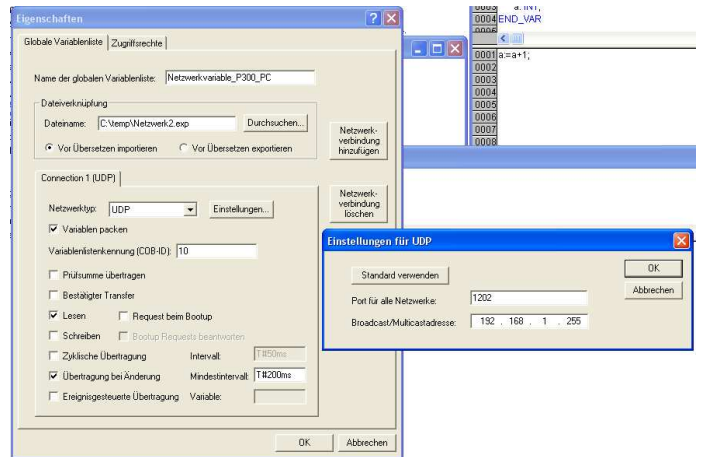 Eigenschaften
Globale Variablenliste
Zugriffsrechte
Name der globalen Variablenliste: Netzwerkvariable_P300_PC
Dateiverknüpfung
Dateiname: C:\temp\Netzwerk2.exp Durchsuchen...
Vor Übersetzen importieren Vor Übersetzen exportieren
Netzwerk-
verbindung
hinzufügen
Connection 1 (UDP)
Netzwerk-
verbindung
löschen
Netzwerktyp: UDP Einstellungen...
Variablen packen
Variablenlistenkennung (COB-ID): 10
Prüfsumme übertragen
Bestätigter Transfer
Lesen Request beim Bootup
Schreiben Bootup Requests beantworten
Zyklische Übertragung Intervall: T#50ms
Übertragung bei Änderung Mindestintervall: T#200ms
Ereignisgesteuerte Übertragung Variable:
OK Abbrechen
0003 a: INT;
0004 END_VAR
0005
0001 a:=a+1;
0002
0003
0004
0005
0006
0007
0008
Einstellungen für UDP
Standard verwenden
OK
Abbrechen
Port für alle Netzwerke: 1202
Broadcast/Multicastadresse: 192 . 168 . 1 . 255